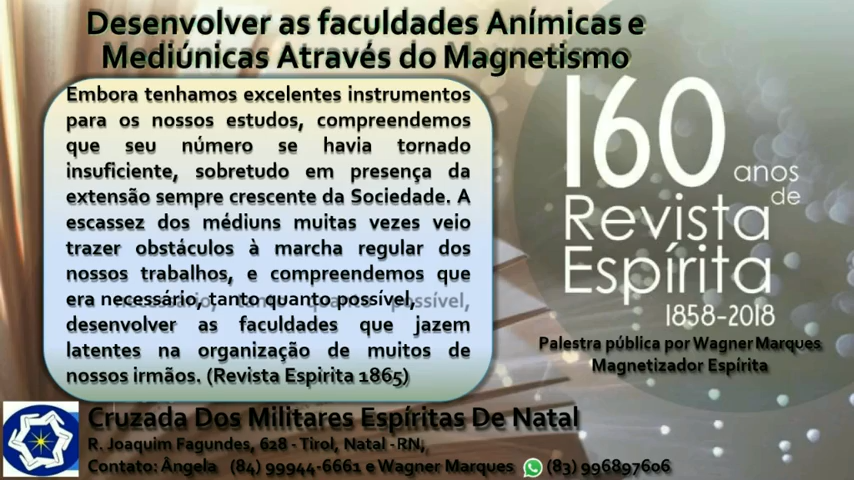 Desenvolver as faculdades Anímicas e
Mediúnicas Através do Magnetismo
Embora tenhamos excelentes instrumentos
para os nossos estudos, compreendemos
que seu número se havia tornado
insuficiente, sobretudo em presença da
extensão sempre crescente da Sociedade. A
escassez dos médiuns muitas vezes veio
trazer obstáculos à marcha regular dos
nossos trabalhos, e compreendemos que
era necessário, tanto quanto possível,
desenvolver as faculdades que jazem
latentes na organização de muitos de
nossos irmãos. (Revista Espirita 1865)
160 anos
de
Revista
Espírita
1858-2018
Palestra pública por Wagner Marques
Magnetizador Espírita
Cruzada Dos Militares Espíritas De Natal
R. Joaquim Fagundes, 628 - Tirol, Natal -RN,
Contato: Ângela (84) 99944-6661 e Wagner Marques (83) 996897606